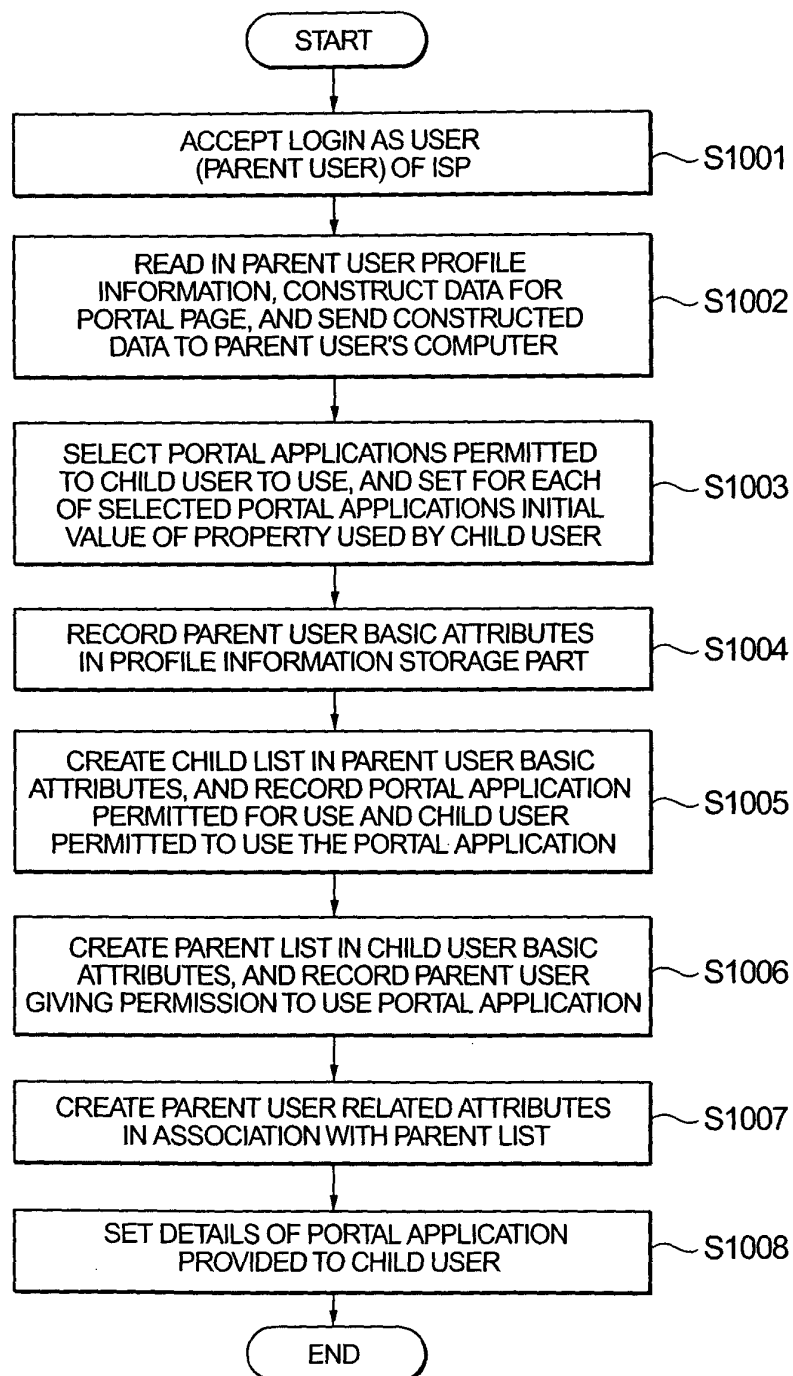 START
ACCEPT LOGIN AS USER
(PARENT USER) OF ISP
S1001
READ IN PARENT USER PROFILE
INFORMATION, CONSTRUCT DATA FOR
PORTAL PAGE, AND SEND CONSTRUCTED
DATA TO PARENT USER'S COMPUTER
S1002
SELECT PORTAL APPLICATIONS PERMITTED
TO CHILD USER TO USE, AND SET FOR EACH
OF SELECTED PORTAL APPLICATIONS INITIAL
VALUE OF PROPERTY USED BY CHILD USER
S1003
RECORD PARENT USER BASIC ATTRIBUTES
IN PROFILE INFORMATION STORAGE PART
S1004
CREATE CHILD LIST IN PARENT USER BASIC
ATTRIBUTES, AND RECORD PORTAL APPLICATION
PERMITTED FOR USE AND CHILD USER
PERMITTED TO USE THE PORTAL APPLICATION
S1005
CREATE PARENT LIST IN CHILD USER BASIC
ATTRIBUTES, AND RECORD PARENT USER
GIVING PERMISSION TO USE PORTAL APPLICATION
S1006
CREATE PARENT USER RELATED ATTRIBUTES
IN ASSOCIATION WITH PARENT LIST
S1007
SET DETAILS OF PORTAL APPLICATION
PROVIDED TO CHILD USER
S1008
END